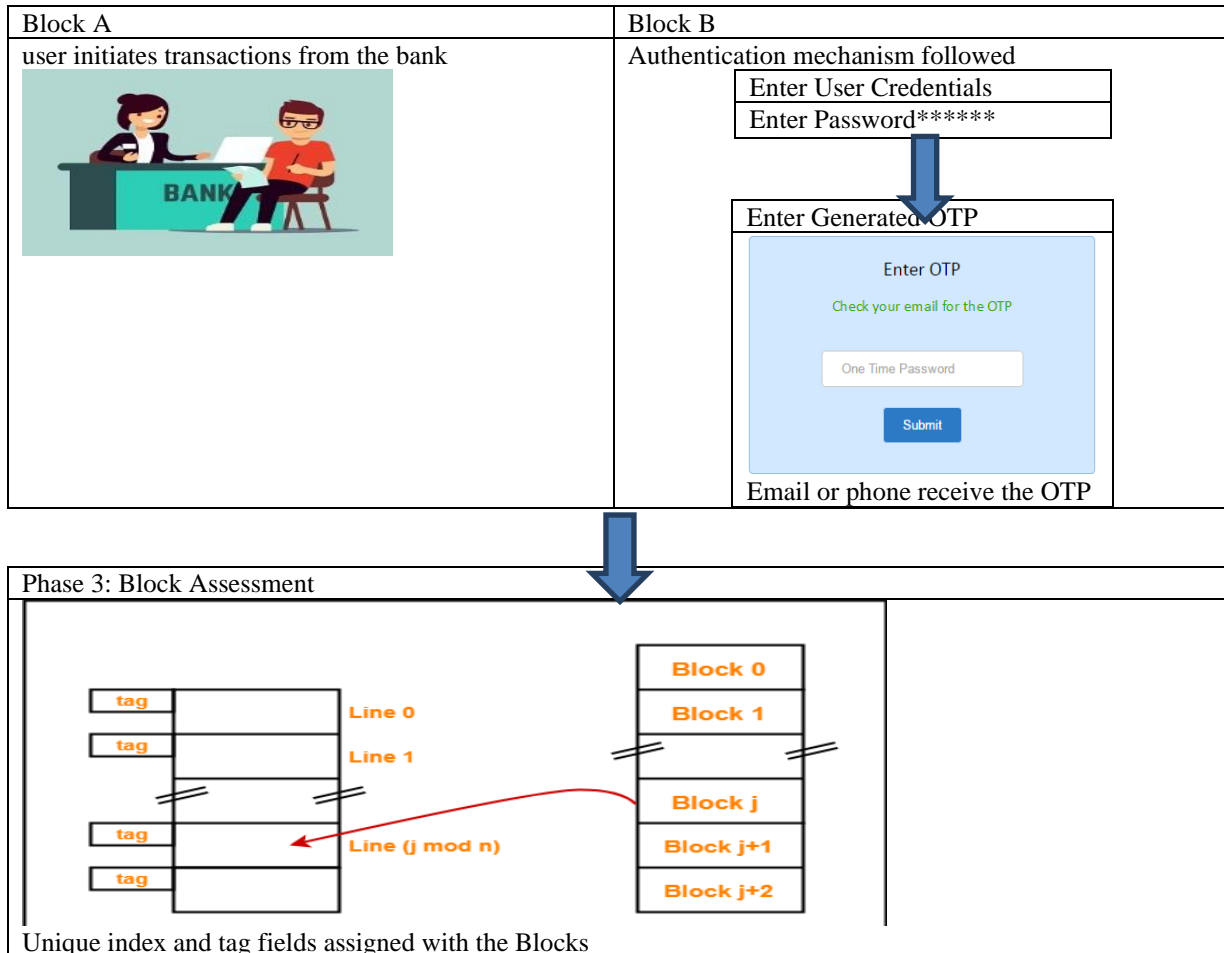 Block A
user initiates transactions from the bank
BANK
Block B
Authentication mechanism followed
Enter User Credentials
Enter Password******
Enter Generated OTP
Enter OTP
Check your email for the OTP
One Time Password
Submit
Email or phone receive the OTP
Phase 3: Block Assessment
tag
Line 0
tag
Line 1
tag
Line (j mod n)
tag
Block 0
Block 1
Block j
Block j+1
Block j+2
Unique index and tag fields assigned with the Blocks